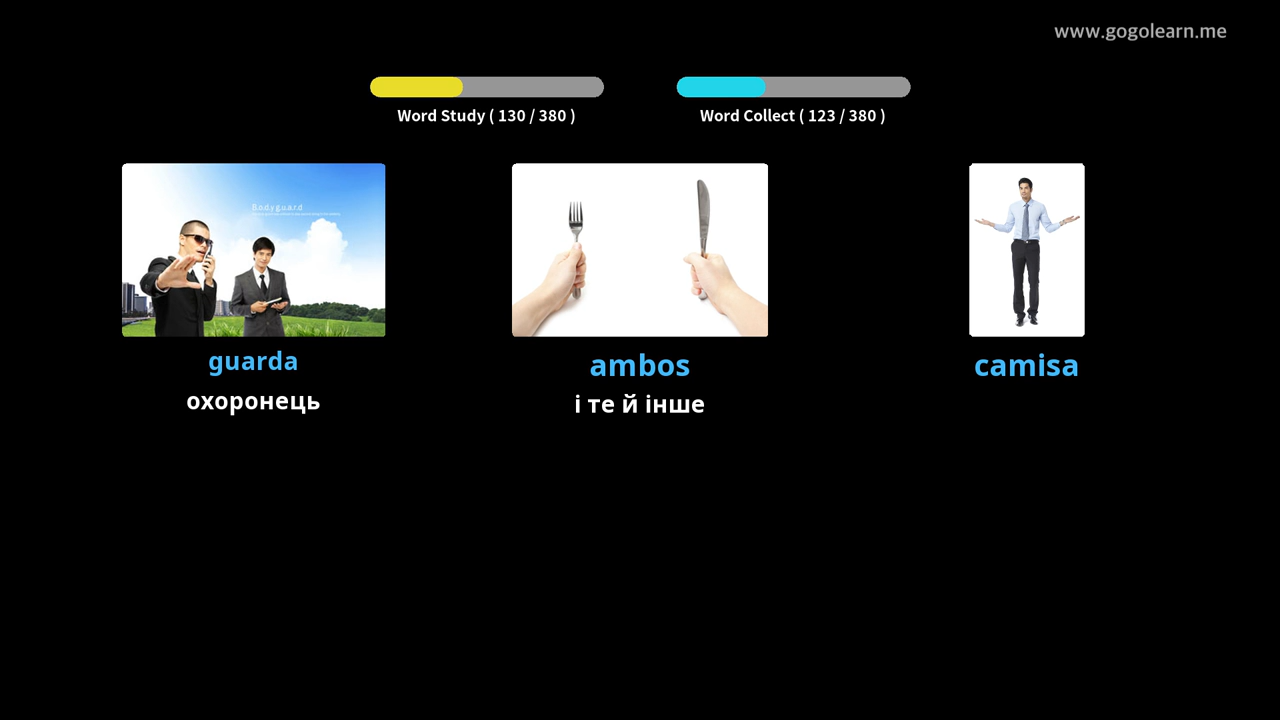 www.gogolearn.me
Word Study ( 130 / 380 )
Word Collect ( 123 / 380 )
Bodyguard
guarda
ambos
camisa
охоронець
і те й інше